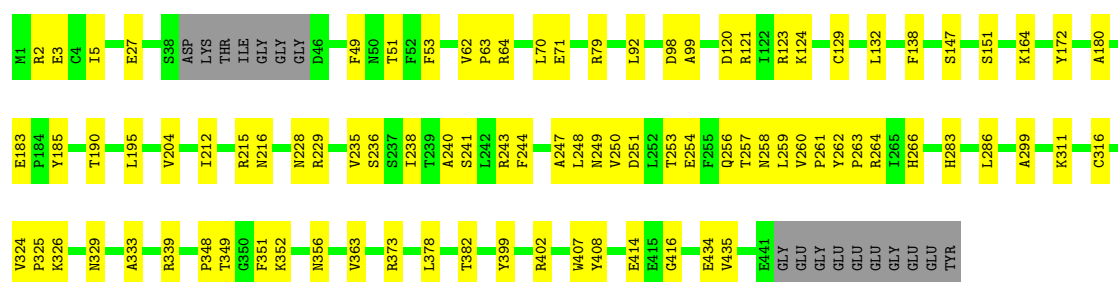 M1 R2 E3 C4 I5 E27 S38 ASP LYS THR ILE GLY GLY GLY D46 F49 N50 T51 F52 F53 V62 P63 R64 L70 E71 R79 L92 D98 A99 D120 R121 I122 R123 K124 C129 L132 F138 S147 S151 K164 Y172 A180
E183 P184 Y185 T190 L195 V204 I212 R215 N216 N228 R229 V235 S236 S237 I238 T239 A240 S241 L242 R243 F244 A247 L248 N249 V250 D251 L252 T253 E254 F255 Q256 T257 N258 L259 V260 P261 Y262 P263 R264 I265 H266 H283 L286 A299 K311 C316
V324 P325 K326 N329 A333 R339 P348 T349 G350 F351 K352 N356 V363 R373 L378 T382 Y399 R402 W407 Y408 E414 E415 G416 E434 V435 E441 GLY GLU GLY GLU GLU GLU GLY GLU GLU TYR